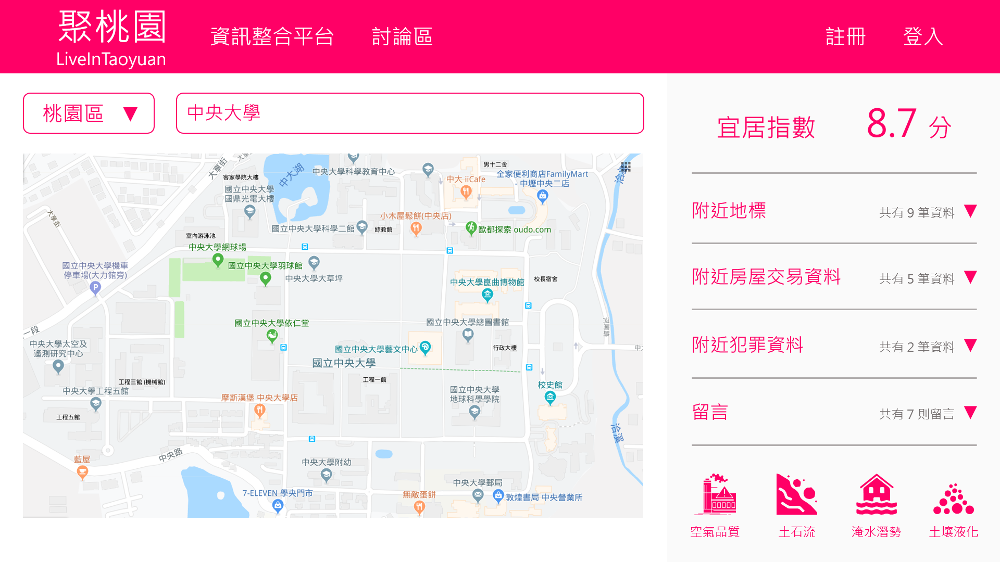 聚桃園
LiveInTaoyuan
資訊整合平台
討論區
註冊
登入
桃園區 ▼
中央大學
宜居指數 8.7 分
附近地標 共有 9 筆資料 ▼
附近房屋交易資料 共有 5 筆資料 ▼
附近犯罪資料 共有 2 筆資料 ▼
留言 共有 7 則留言 ▼
空氣品質
土石流
淹水潛勢
土壤液化
大享街
大享街
客家學院大樓
國立中央大學
國鼎光電大樓
中大湖
中央大學科學教育中心
中大 iiCafe
男十二舍
全家便利商店FamilyMart
- 中壢中央二店
洽
小木屋鬆餅(中央店)
國立中央大學科學二館
綜教館
歐都探索 oudo.com
大享街
室內游泳池
中央大學網球場
國立中央大學羽球館
中央大學大草坪
國立中央大學機車
停車場(大力館旁)
P
中央大學崑曲博物館
校長宿舍
國立中央大學依仁堂
國立中央大學總圖書館
河南路
一段
中央大學太空及
遙測研究中心
國立中央大學藝文中心
國立中央大學
行政大樓
中大
工程三館 (機械館)
工程一館
中央大學工程五館
國立中央大學
地球科學學院
校史館
摩斯漢堡 中央大學店
工程五館
洽溪
中央路
藍屋
中央大學附幼
7-ELEVEN 學央門市
無敵蛋餅
中央大學郵局
敦煌書局 中央營業所